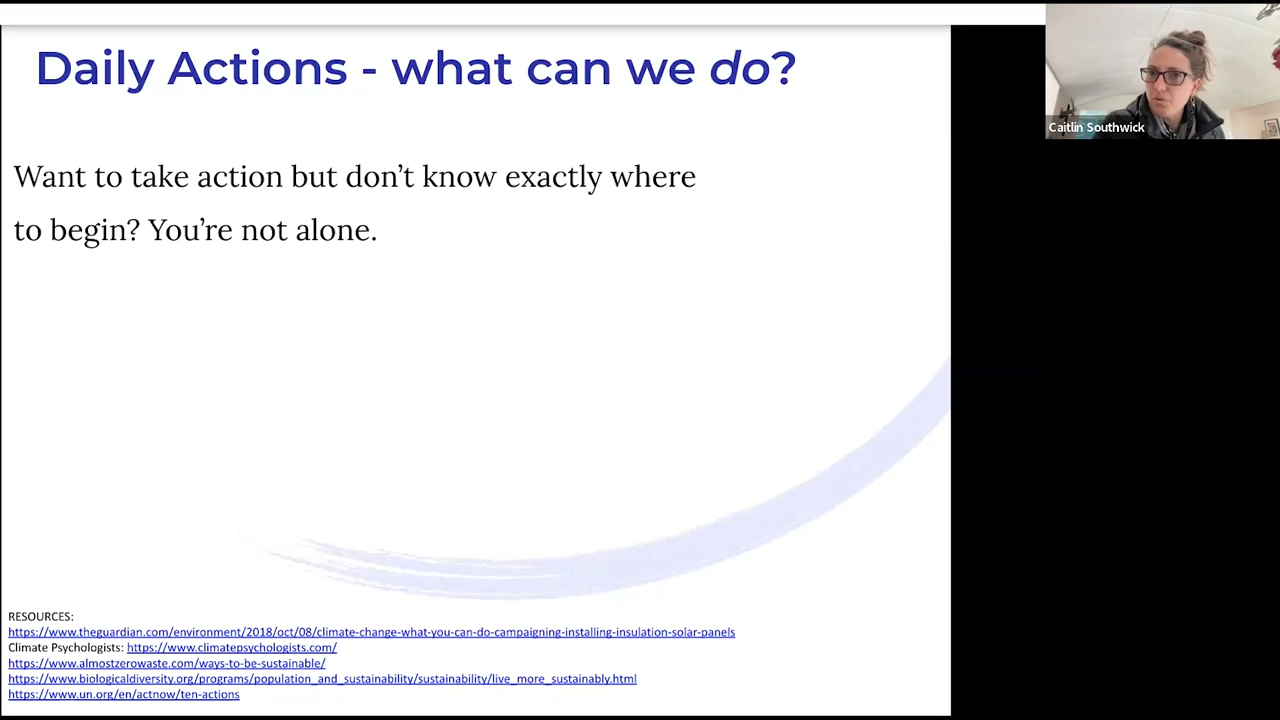 Daily Actions - what can we do?
Caitlin Southwick
Want to take action but don’t know exactly where
to begin? You’re not alone.
RESOURCES:
https://www.theguardian.com/environment/2018/oct/08/climate-change-what-you-can-do-campaigning-installing-insulation-solar-panels
Climate Psychologists: https://www.climatepsychologists.com/
https://www.almostzerowaste.com/ways-to-be-sustainable/
https://www.biologicaldiversity.org/programs/population_and_sustainability/sustainability/live_more_sustainably.html
https://www.un.org/en/actnow/ten-actions